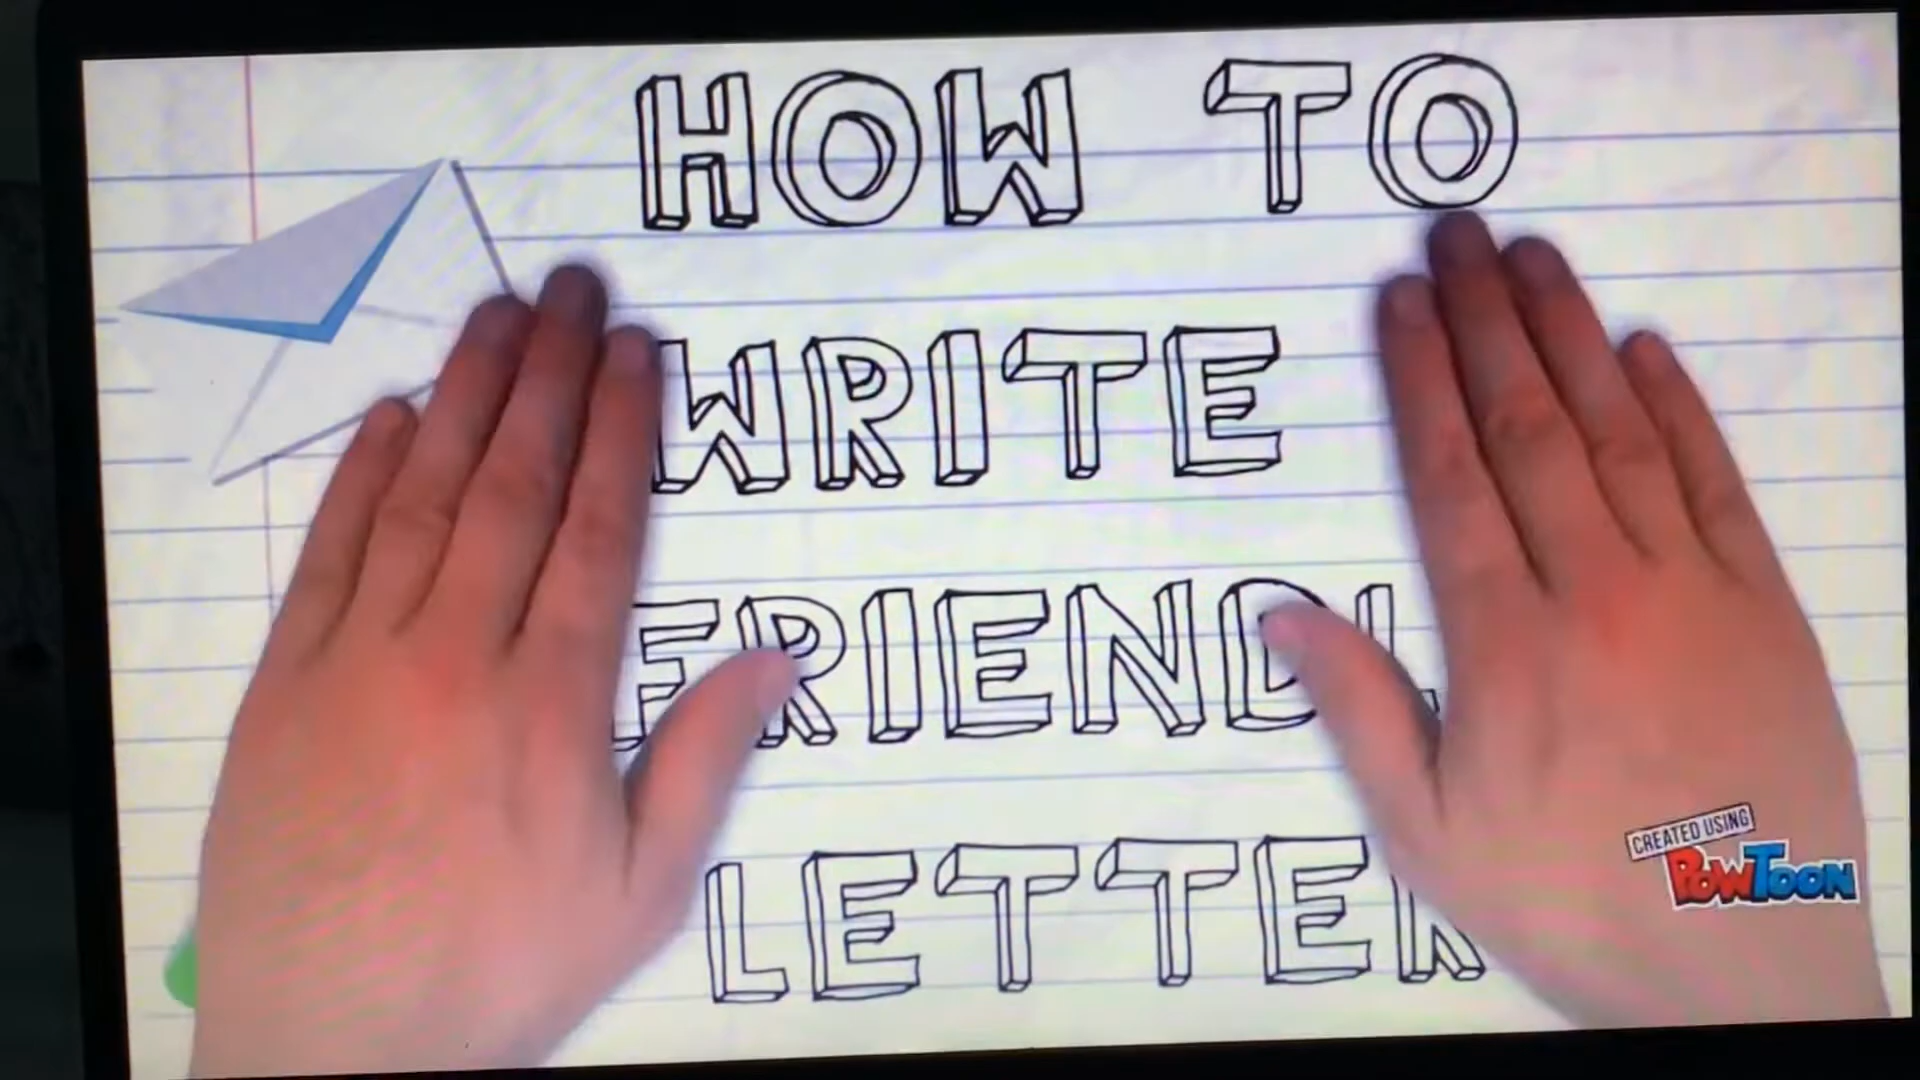 HOW TO
WRITE
FRIENDL
LETTER
CREATED USING
POWTOON